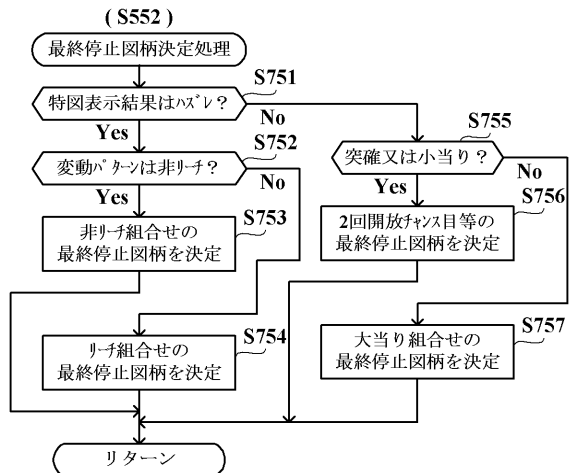 ( S552 )
最終停止図柄決定処理
S751
特図表示結果はハズレ?
No
Yes
S752
変動パターンは非リーチ?
No
Yes
S753
非リーチ組合せの
最終停止図柄を決定
S754
リーチ組合せの
最終停止図柄を決定
S755
突確又は小当り?
No
Yes
S756
2回開放チャンス目等の
最終停止図柄を決定
S757
大当り組合せの
最終停止図柄を決定
リターン